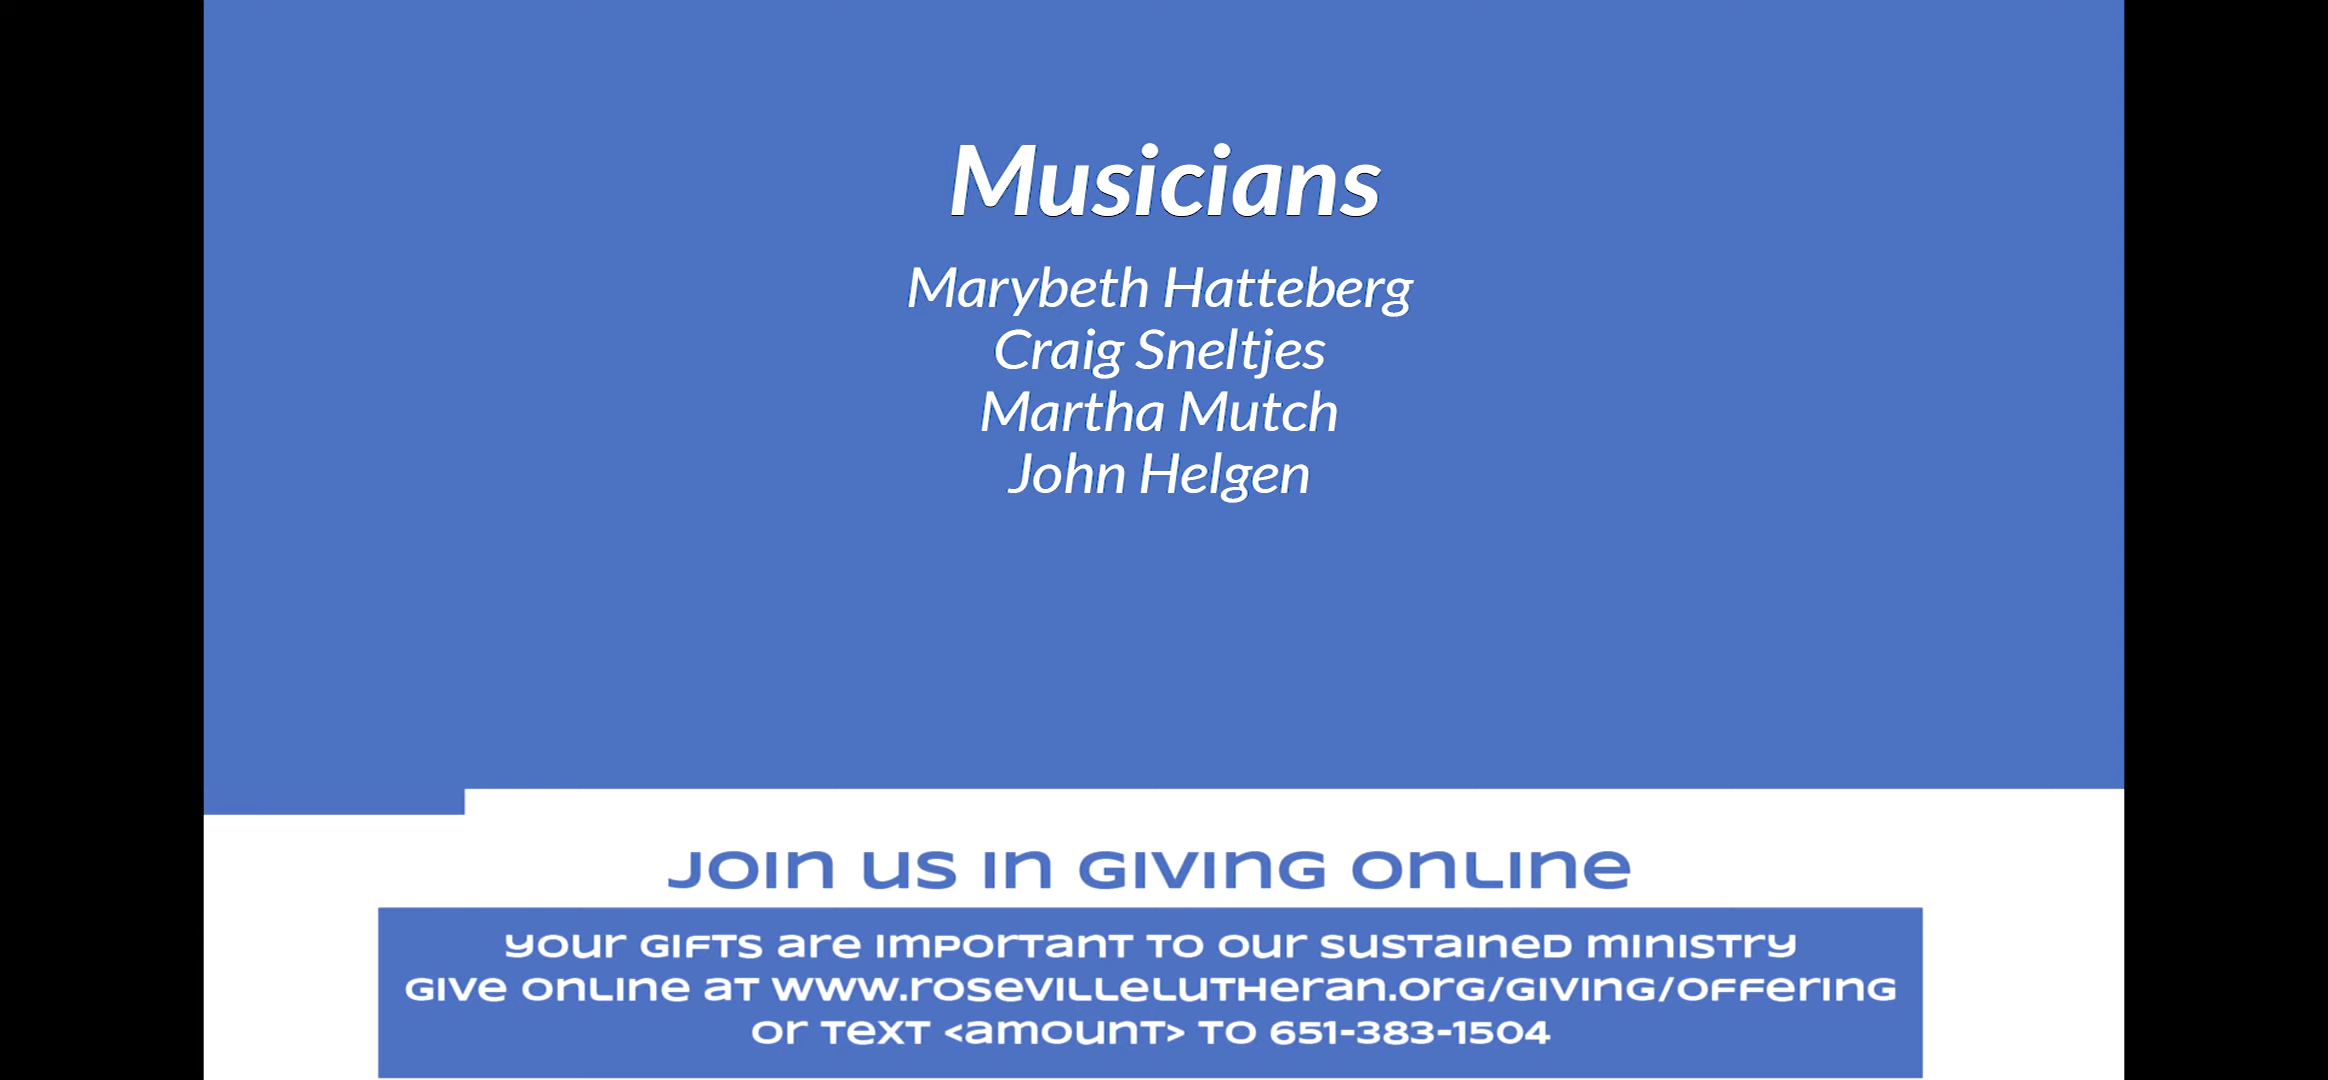 Musicians
Marybeth Hatteberg
Craig Sneltjes
Martha Mutch
John Helgen
Join us in giving online
Your gifts are important to our sustained ministry
Give online at www.rosevillelutheran.org/giving/offering
or text <amount> to 651-383-1504